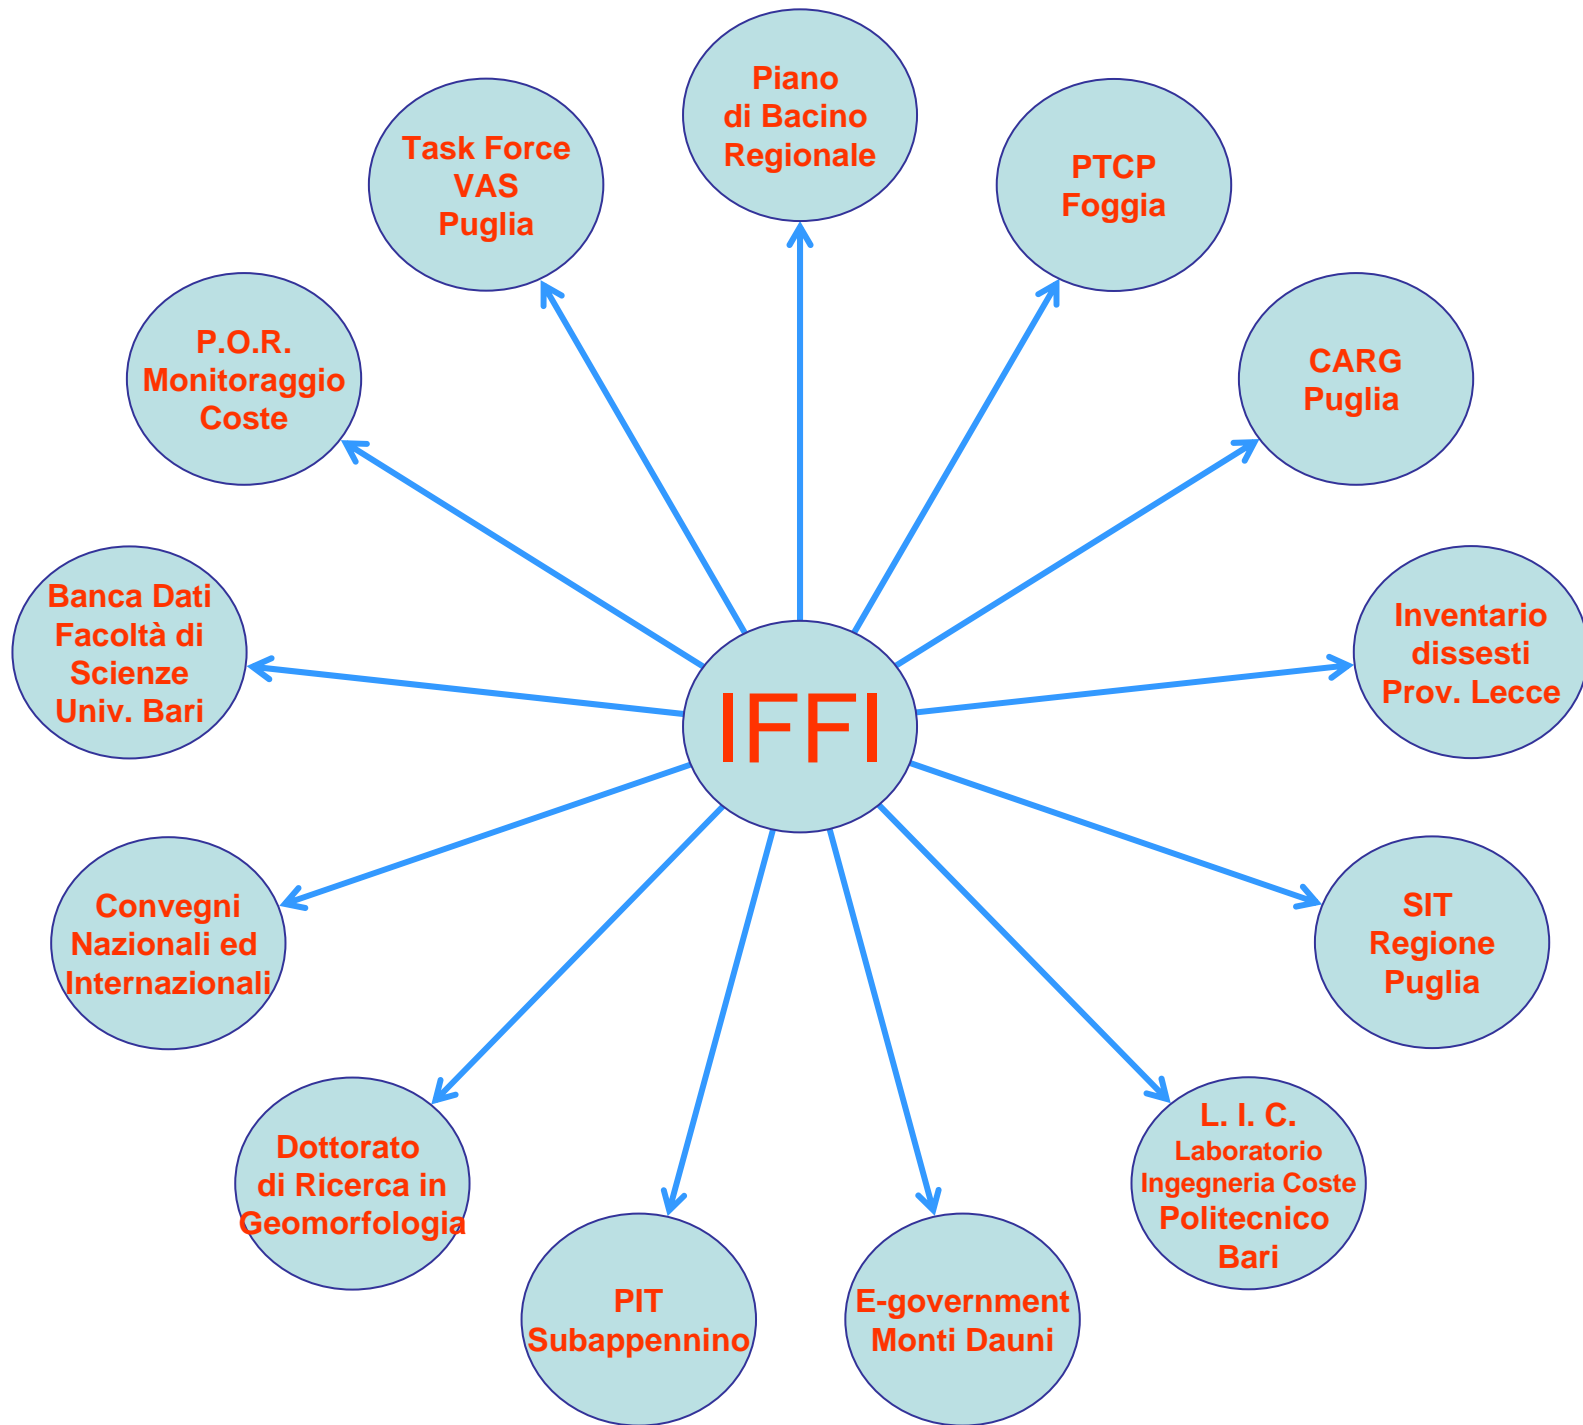 Piano
di Bacino
Regionale
Task Force
VAS
Puglia
PTCP
Foggia
P.O.R.
Monitoraggio
Coste
CARG
Puglia
Banca Dati
Facoltà di
Scienze
Univ. Bari
Inventario
dissesti
Prov. Lecce
IFFI
Convegni
Nazionali ed
Internazionali
SIT
Regione
Puglia
Dottorato
di Ricerca in
Geomorfologia
L. I. C.
Laboratorio
Ingegneria Coste
Politecnico
Bari
PIT
Subappennino
E-government
Monti Dauni